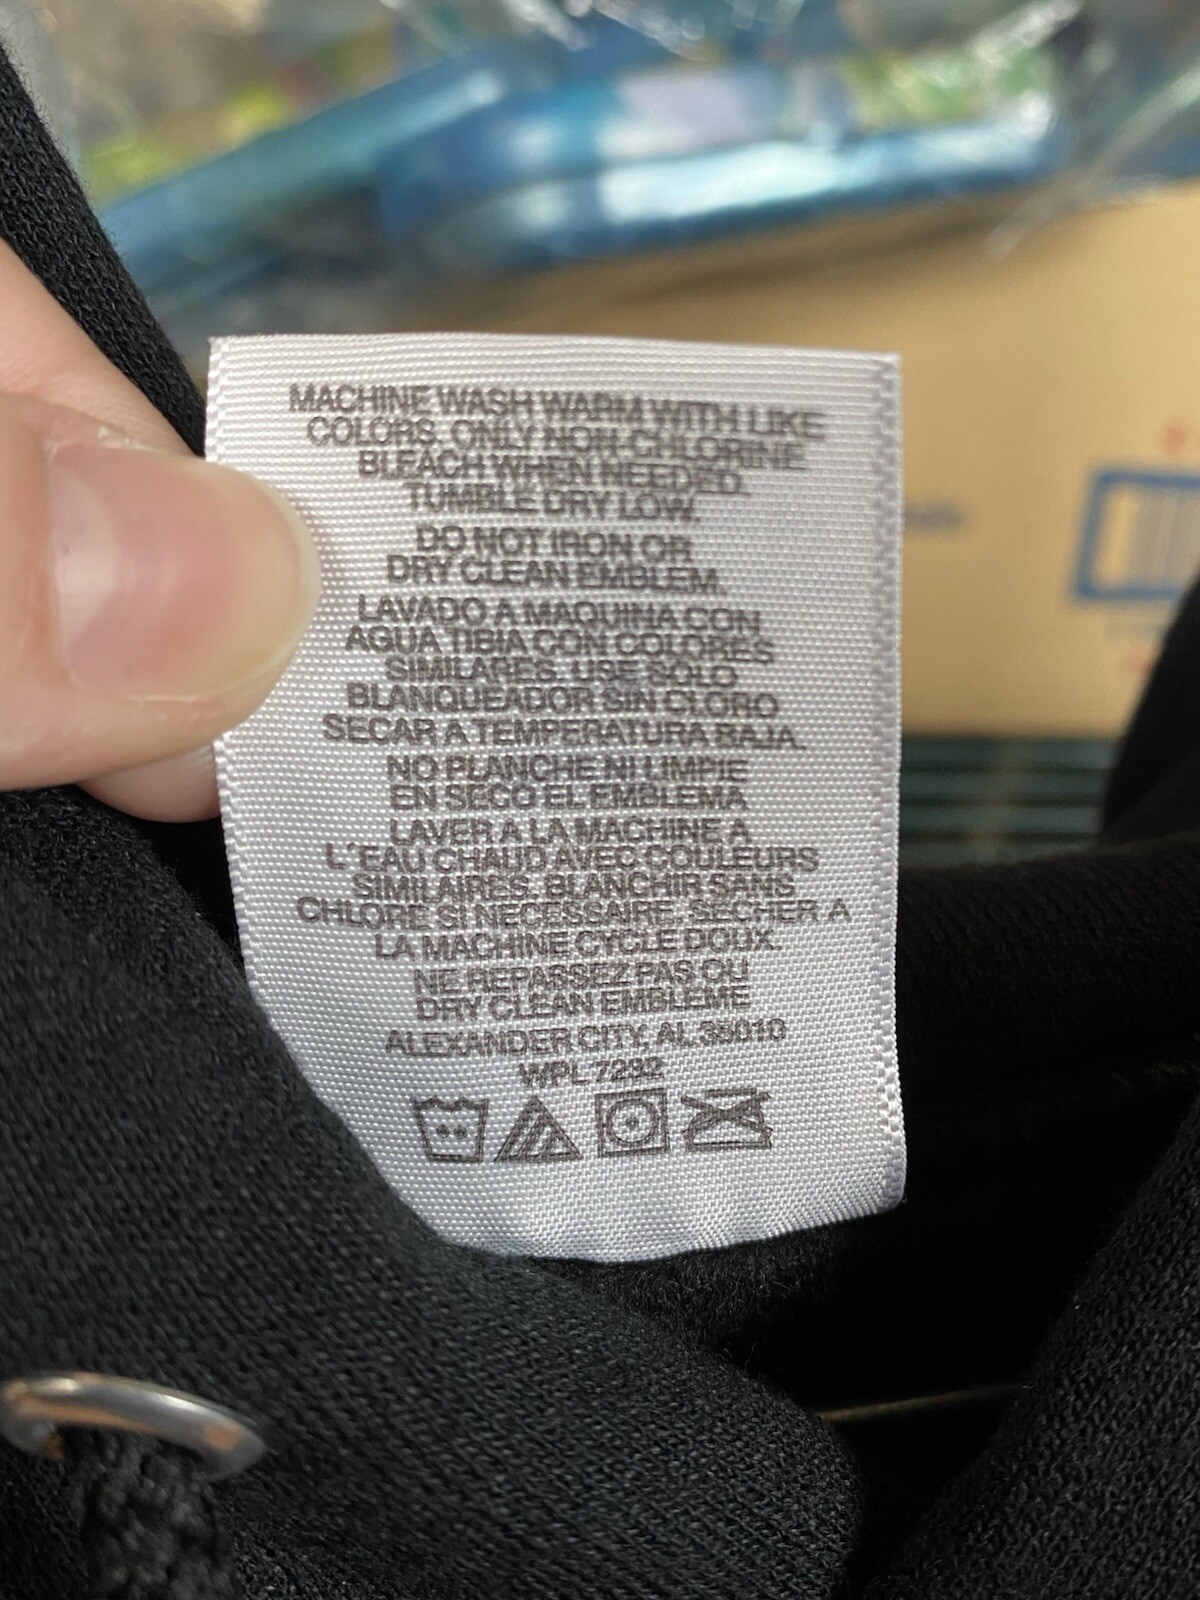 MACHINE WASH WARM WITH LIKE
COLORS. ONLY NON-CHLORINE
BLEACH WHEN NEEDED.
TUMBLE DRY LOW.
DO NOT IRON OR
DRY CLEAN EMBLEM.
LAVADO A MAQUINA CON
AGUA TIBIA CON COLORES
SIMILARES. USE SOLO
BLANQUEADOR SIN CLORO
SECAR A TEMPERATURA BAJA.
NO PLANCHE NI LIMPIE
EN SECO EL EMBLEMA
LAVER A LA MACHINE A
L'EAU CHAUD AVEC COULEURS
SIMILAIRES. BLANCHIR SANS
CHLORE SI NECESSAIRE. SECHER A
LA MACHINE CYCLE DOUX.
NE REPASSEZ PAS OU
DRY CLEAN EMBLEME
ALEXANDER CITY, AL 35010
WPL 7292